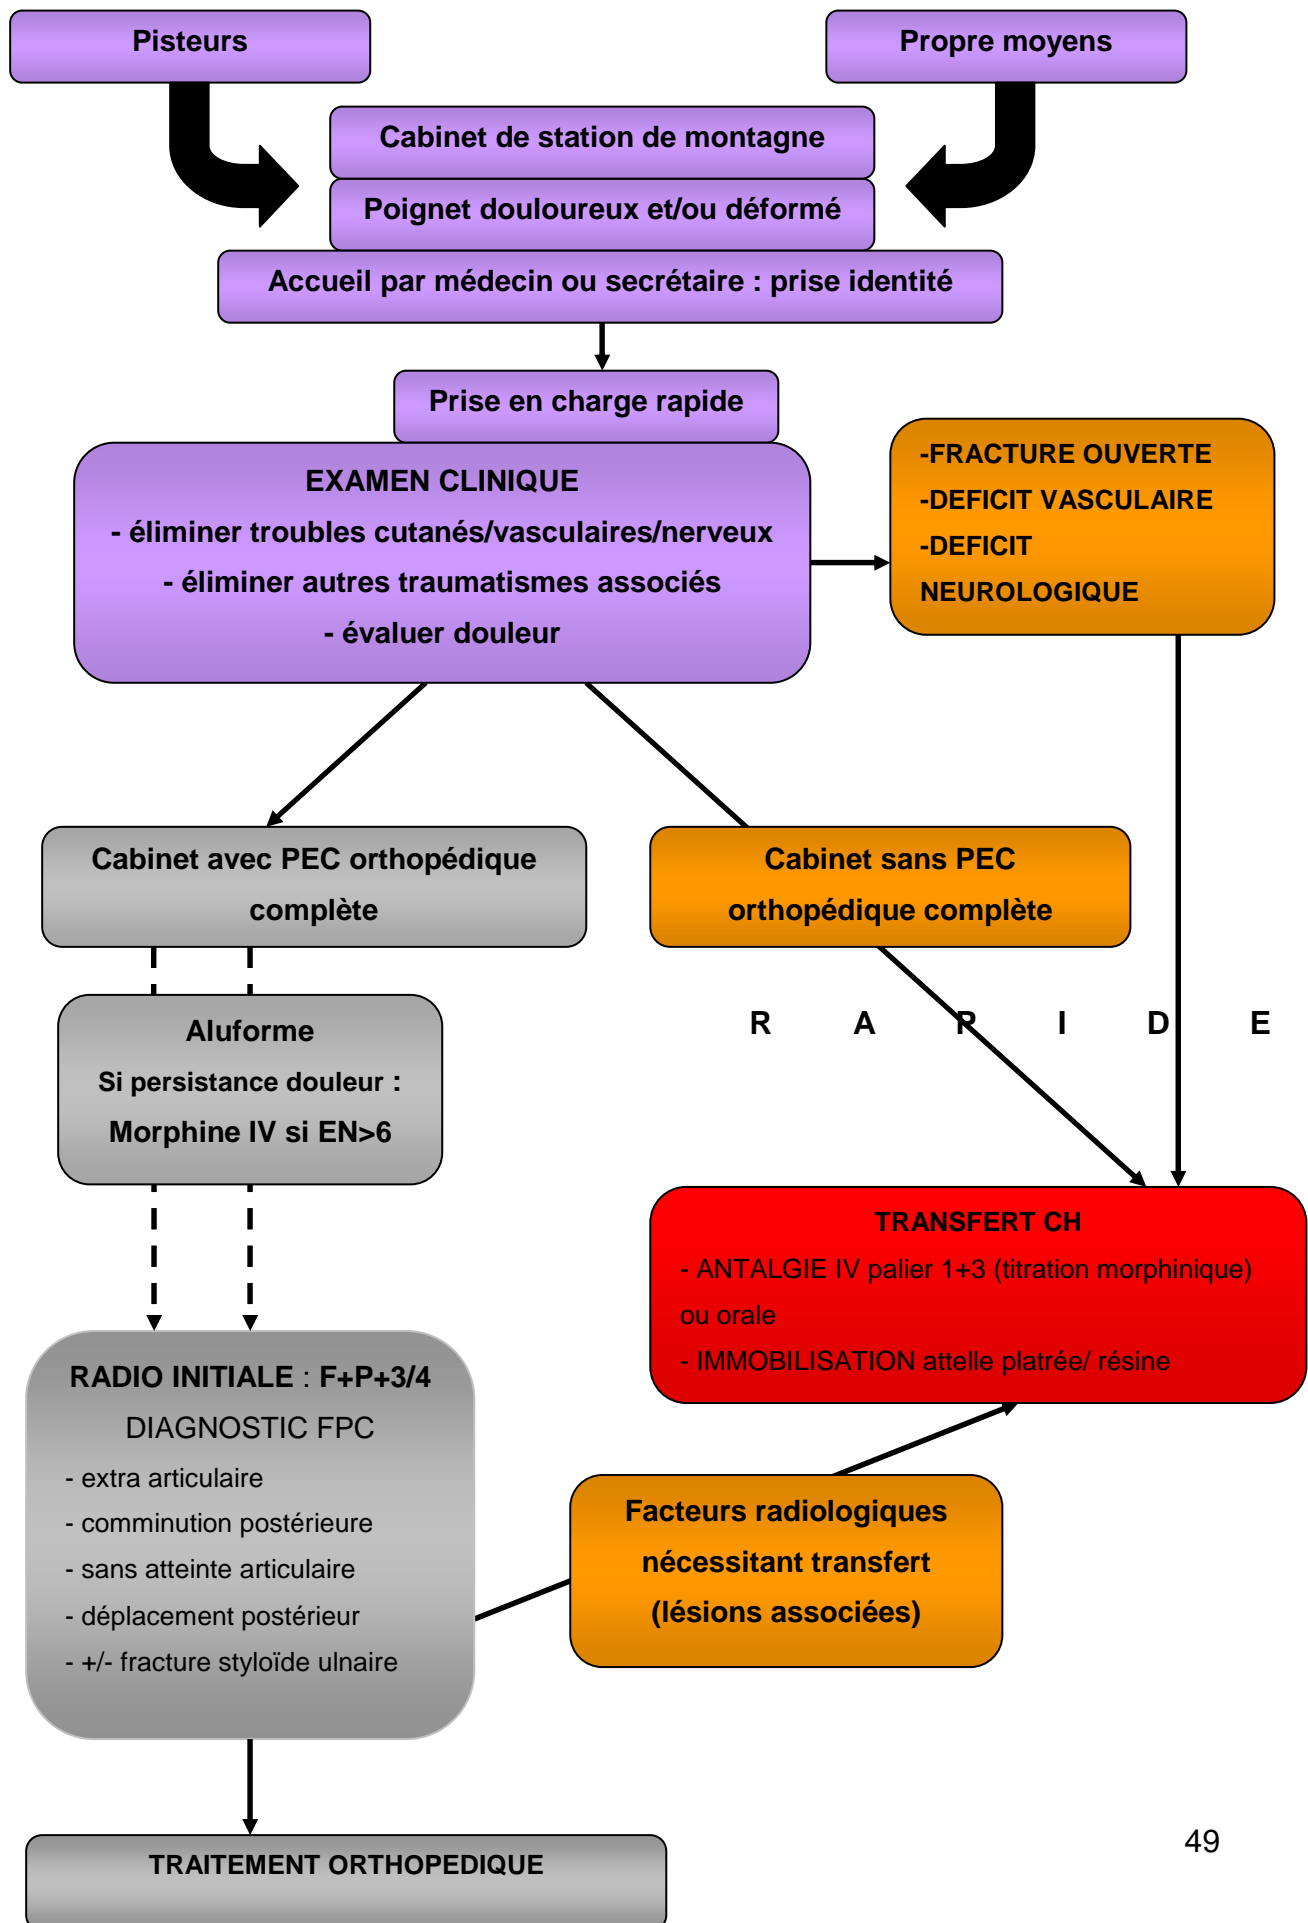 Pisteurs
Propre moyens
Cabinet de station de montagne
Poignet douloureux et/ou déformé
Accueil par médecin ou secrétaire : prise identité
Prise en charge rapide
EXAMEN CLINIQUE
- éliminer troubles cutanés/vasculaires/nerveux
- éliminer autres traumatismes associés
- évaluer douleur
-FRACTURE OUVERTE
-DEFICIT VASCULAIRE
-DEFICIT
NEUROLOGIQUE
Cabinet avec PEC orthopédique
complète
Cabinet sans PEC
orthopédique complète
Aluforme
Si persistance douleur :
Morphine IV si EN>6
R A P I D E
TRANSFERT CH
- ANTALGIE IV palier 1+3 (titration morphinique)
ou orale
- IMMOBILISATION attelle platrée/ résine
RADIO INITIALE : F+P+3/4
DIAGNOSTIC FPC
- extra articulaire
- comminution postérieure
- sans atteinte articulaire
- déplacement postérieur
- +/- fracture styloïde ulnaire
Facteurs radiologiques
nécessitant transfert
(lésions associées)
TRAITEMENT ORTHOPEDIQUE
49